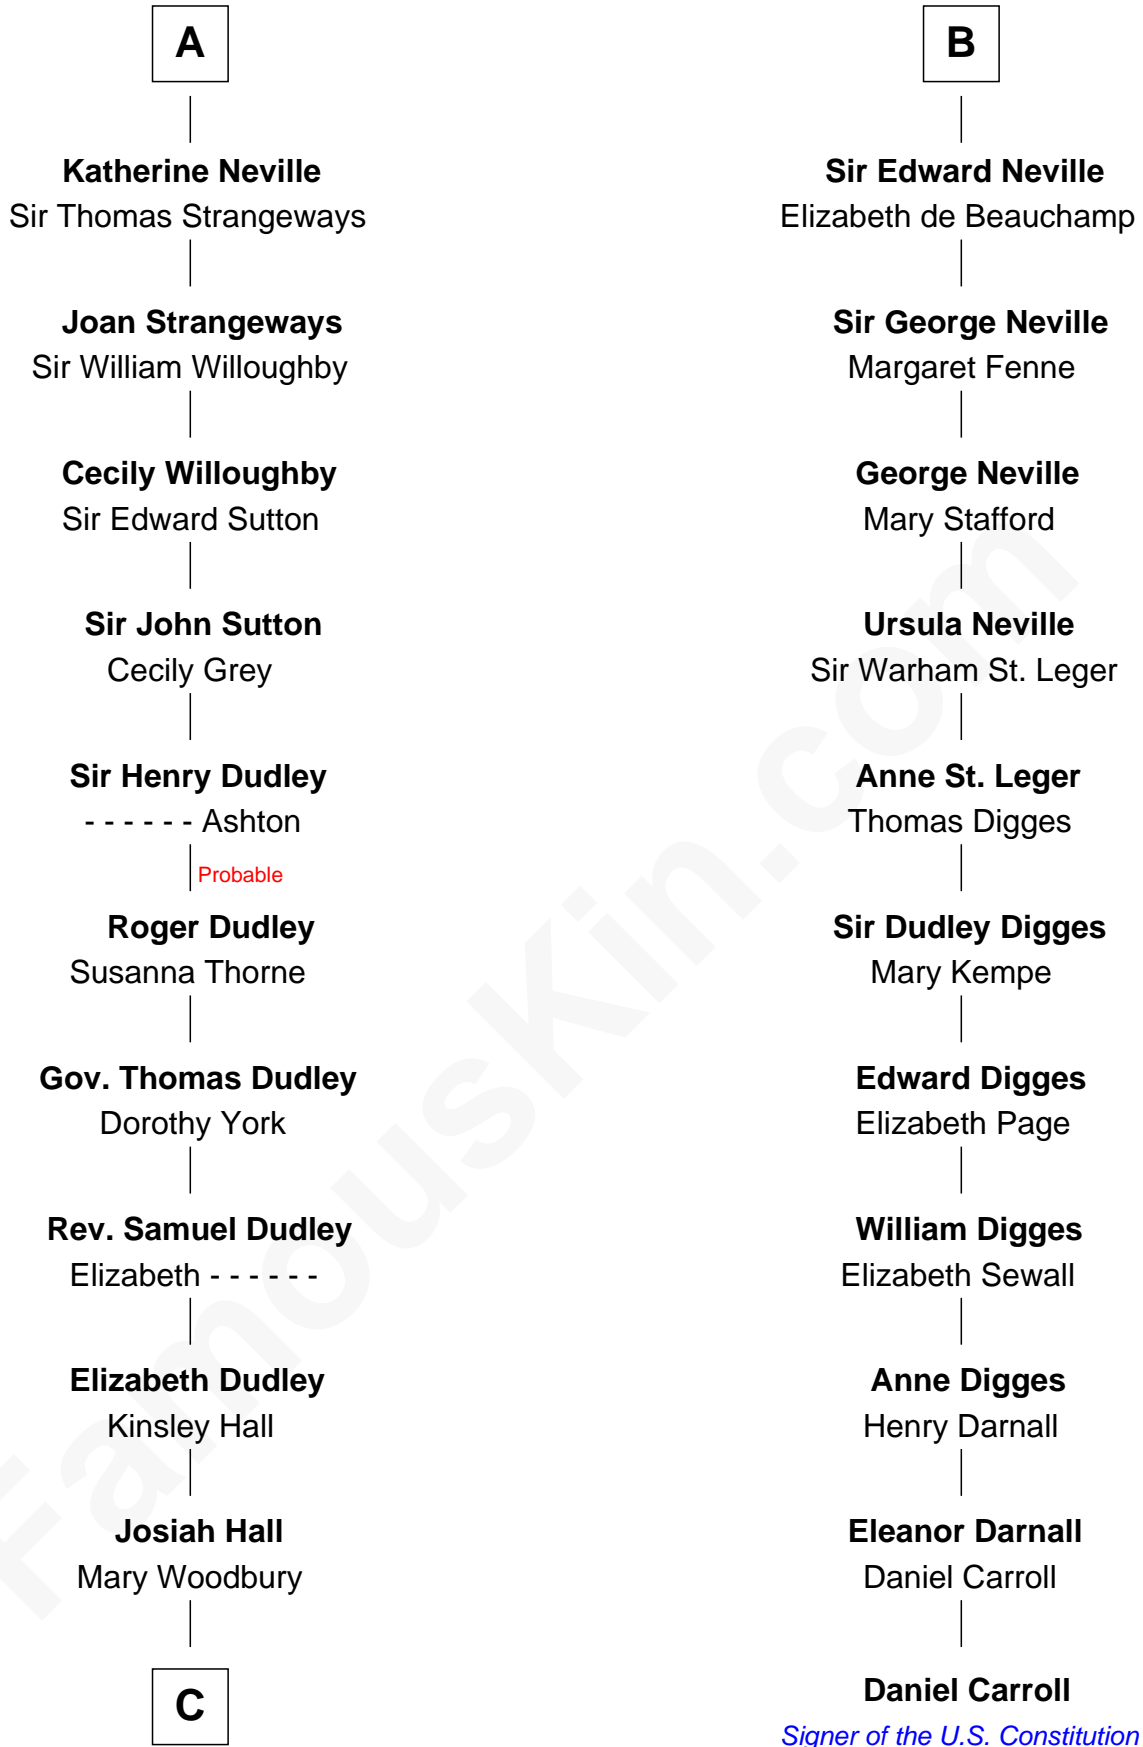 A
Katherine Neville
Sir Thomas Strangeways
Joan Strangeways
Sir William Willoughby
Cecily Willoughby
Sir Edward Sutton
Sir John Sutton
Cecily Grey
Sir Henry Dudley
- - - - - - Ashton
Probable
Roger Dudley
Susanna Thorne
Gov. Thomas Dudley
Dorothy York
Rev. Samuel Dudley
Elizabeth - - - - - -
Elizabeth Dudley
Kinsley Hall
Josiah Hall
Mary Woodbury
C
B
Sir Edward Neville
Elizabeth de Beauchamp
Sir George Neville
Margaret Fenne
George Neville
Mary Stafford
Ursula Neville
Sir Warham St. Leger
Anne St. Leger
Thomas Digges
Sir Dudley Digges
Mary Kempe
Edward Digges
Elizabeth Page
William Digges
Elizabeth Sewall
Anne Digges
Henry Darnall
Eleanor Darnall
Daniel Carroll
Daniel Carroll
Signer of the U.S. Constitution
FamousKin.com